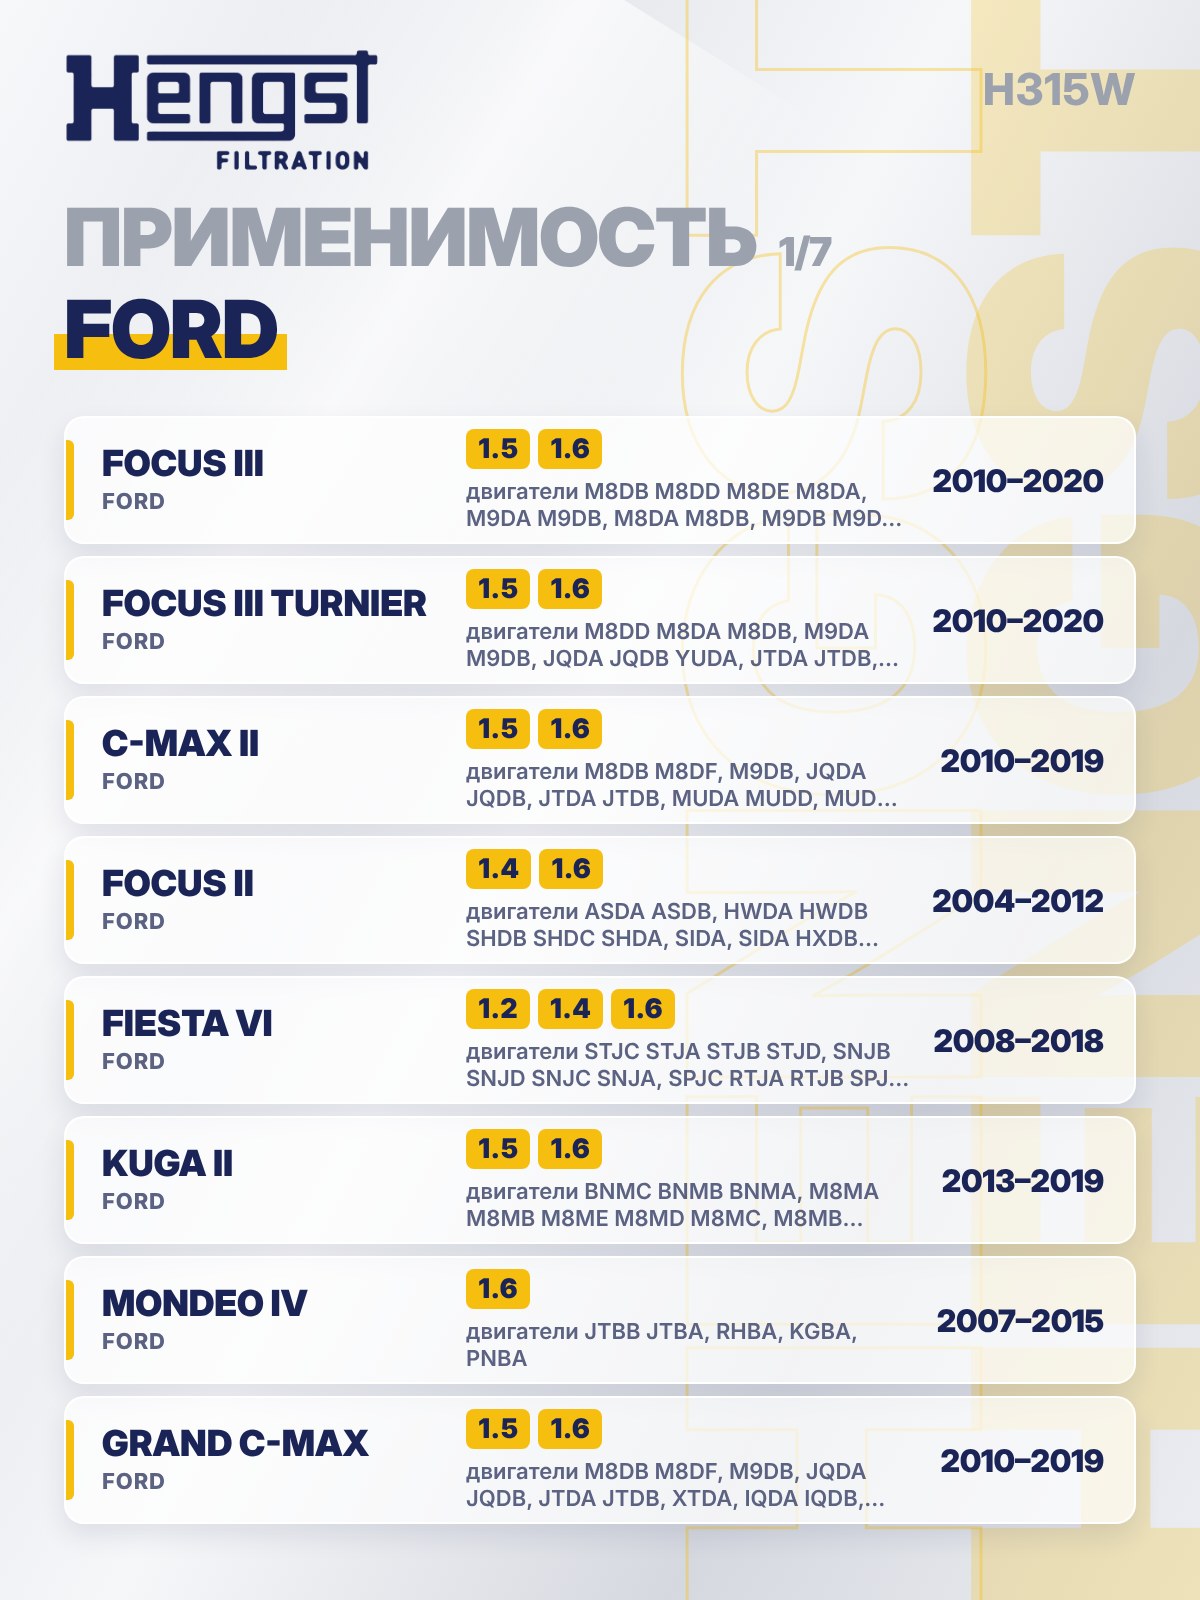 Hengst
FILTRATION
H315W
ПРИМЕНИМОСТЬ 1/7
FORD
FOCUS III
FORD
1.5 1.6
двигатели M8DB M8DD M8DE M8DA,
M9DA M9DB, M8DA M8DB, M9DB M9D...
2010–2020
FOCUS III TURNIER
FORD
1.5 1.6
двигатели M8DD M8DA M8DB, M9DA
M9DB, JQDA JQDB YUDA, JTDA JTDB,...
2010–2020
C-MAX II
FORD
1.5 1.6
двигатели M8DB M8DF, M9DB, JQDA
JQDB, JTDA JTDB, MUDA MUDD, MUD...
2010–2019
FOCUS II
FORD
1.4 1.6
двигатели ASDA ASDB, HWDA HWDB
SHDB SHDC SHDA, SIDA, SIDA HXDB...
2004–2012
FIESTA VI
FORD
1.2 1.4 1.6
двигатели STJC STJA STJB STJD, SNJB
SNJD SNJC SNJA, SPJC RTJA RTJB SPJ...
2008–2018
KUGA II
FORD
1.5 1.6
двигатели BNMC BNMB BNMA, M8MA
M8MB M8ME M8MD M8MC, M8MB...
2013–2019
MONDEO IV
FORD
1.6
двигатели JTBB JTBA, RHBA, KGBA,
PNBA
2007–2015
GRAND C-MAX
FORD
1.5 1.6
двигатели M8DB M8DF, M9DB, JQDA
JQDB, JTDA JTDB, XTDA, IQDA IQDB,...
2010–2019
HENGST
HENGST